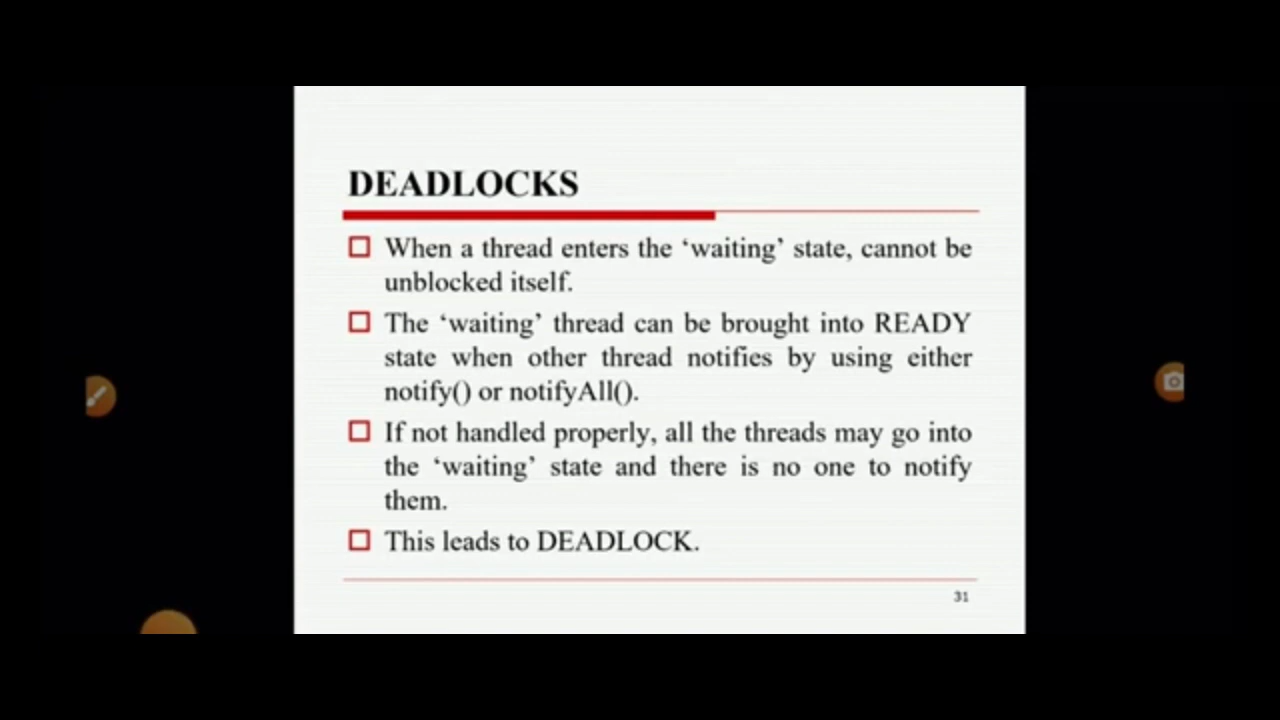 DEADLOCKS
When a thread enters the ‘waiting’ state, cannot be
unblocked itself.
The ‘waiting’ thread can be brought into READY
state when other thread notifies by using either
notify() or notifyAll().
If not handled properly, all the threads may go into
the ‘waiting’ state and there is no one to notify
them.
This leads to DEADLOCK.
31